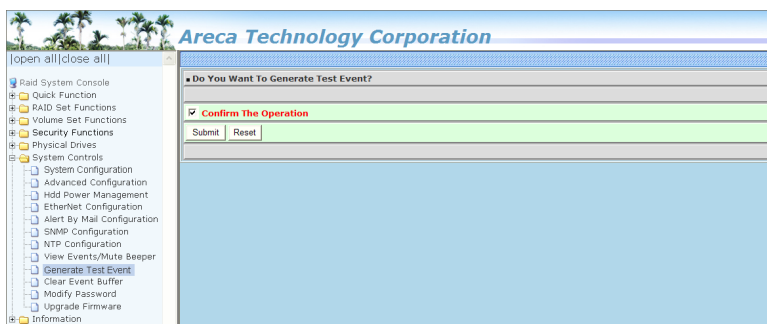 Areca Technology Corporation
|open all|close all|
Raid System Console
Quick Function
RAID Set Functions
Volume Set Functions
Security Functions
Physical Drives
System Controls
System Configuration
Advanced Configuration
Hdd Power Management
EtherNet Configuration
Alert By Mail Configuration
SNMP Configuration
NTP Configuration
View Events/Mute Beeper
Generate Test Event
Clear Event Buffer
Modify Password
Upgrade Firmware
Information
Do You Want To Generate Test Event?
Confirm The Operation
Submit Reset